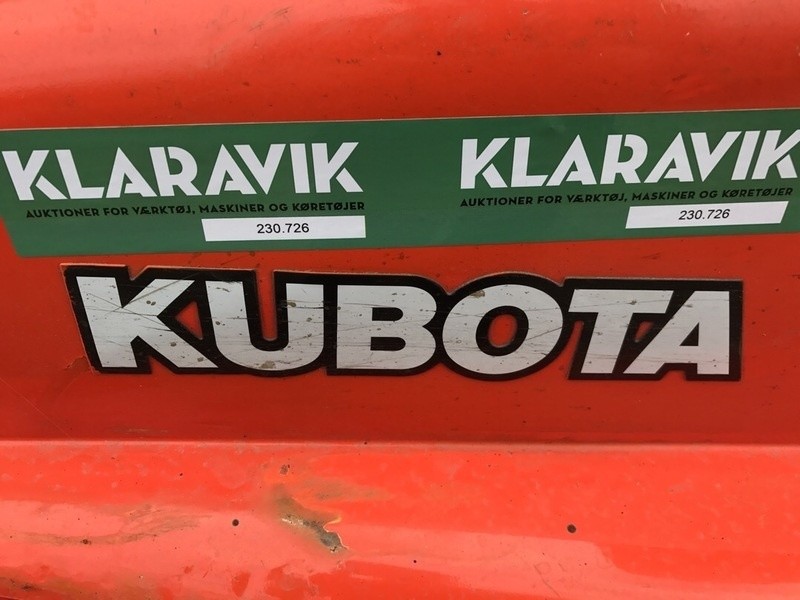 KLARAVIK
AUKTIONER FOR VÆRKTØJ, MASKINER OG KØRETØJER
230.726
KLARAVIK
AUKTIONER FOR VÆRKTØJ, MASKINER OG KØRETØJER
230.726
KUBOTA